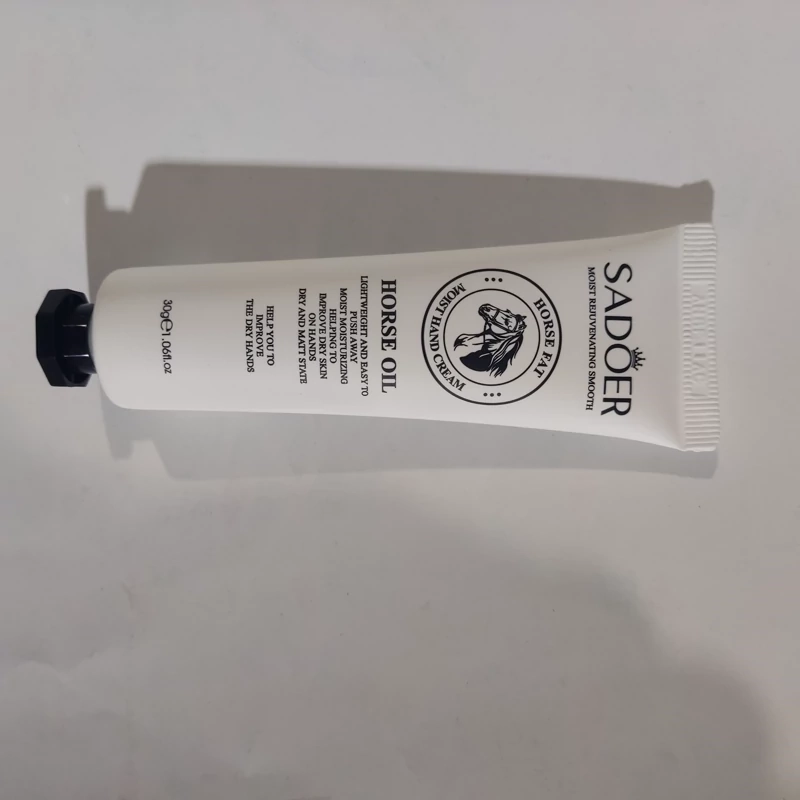 SADOER
MOIST REJUVENATING SMOOTH
HORSE FAT
MOIST HAND CREAM
HORSE OIL
LIGHTWEIGHT AND EASY TO
PUSH AWAY
MOIST MOISTURIZING
HELPING TO
IMPROVE DRY SKIN
ON HANDS
DRY AND MATT STATE
HELP YOU TO
IMPROVE
THE DRY HANDS
30g℮1.06fl.oz